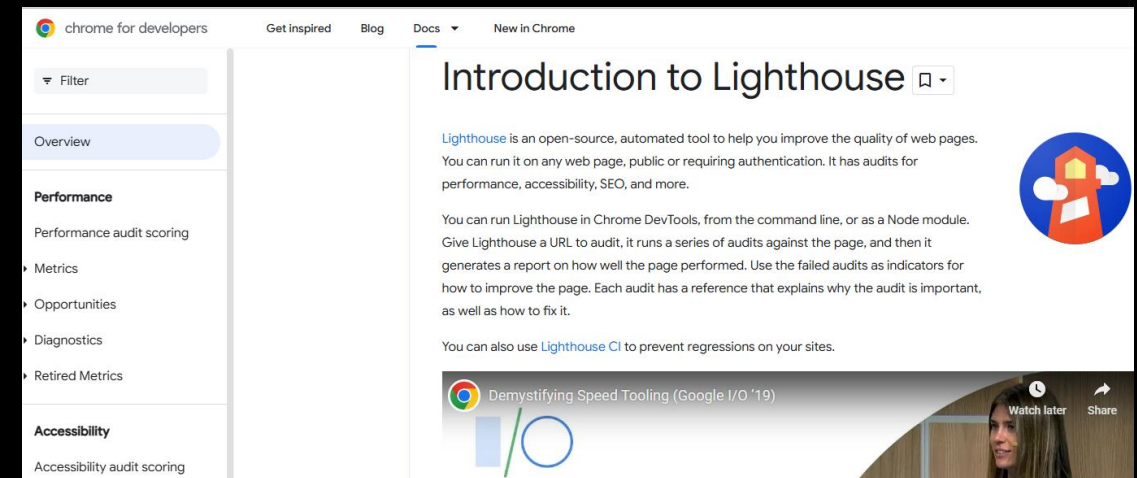 chrome for developers
Get inspired
Blog
Docs
New in Chrome
Filter
Overview
Performance
Performance audit scoring
Metrics
Opportunities
Diagnostics
Retired Metrics
Accessibility
Accessibility audit scoring
Introduction to Lighthouse
Lighthouse is an open-source, automated tool to help you improve the quality of web pages.
You can run it on any web page, public or requiring authentication. It has audits for
performance, accessibility, SEO, and more.
You can run Lighthouse in Chrome DevTools, from the command line, or as a Node module.
Give Lighthouse a URL to audit, it runs a series of audits against the page, and then it
generates a report on how well the page performed. Use the failed audits as indicators for
how to improve the page. Each audit has a reference that explains why the audit is important,
as well as how to fix it.
You can also use Lighthouse CI to prevent regressions on your sites.
Demystifying Speed Tooling (Google I/O '19)
Watch later
Share
I/O